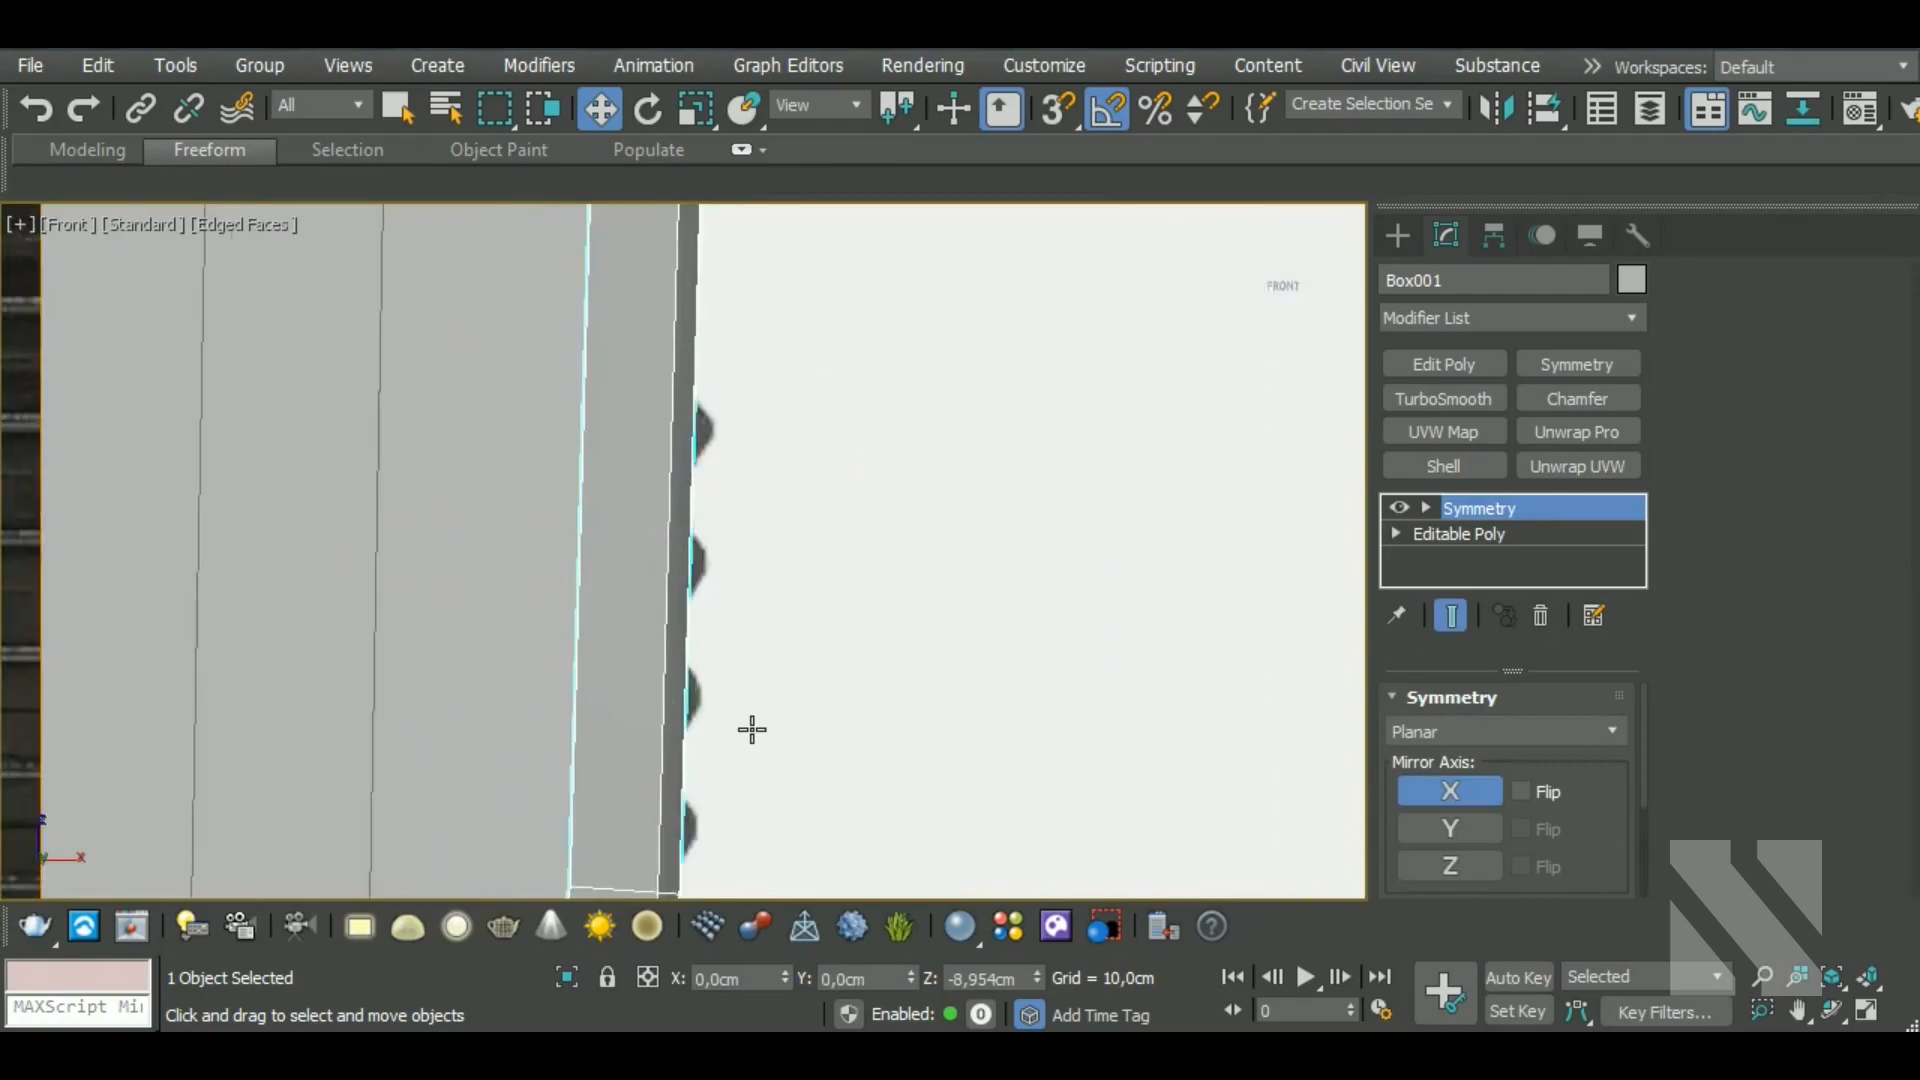 File Edit Tools Group Views Create Modifiers Animation Graph Editors Rendering Customize Scripting Content Civil View Substance Workspaces: Default
All View Create Selection Se
Modeling Freeform Selection Object Paint Populate
[+] [Front] [Standard] [Edged Faces]
FRONT
Box001
Modifier List
Edit Poly Symmetry
TurboSmooth Chamfer
UVW Map Unwrap Pro
Shell Unwrap UVW
Symmetry
Editable Poly
Symmetry
Planar
Mirror Axis:
X Flip
Y Flip
Z Flip
z
x
1 Object Selected X: 0,0cm Y: 0,0cm Z: -8,954cm Grid = 10,0cm Auto Key Selected
MAXScript Mi
Click and drag to select and move objects Enabled: 0 Add Time Tag 0 Set Key Key Filters...